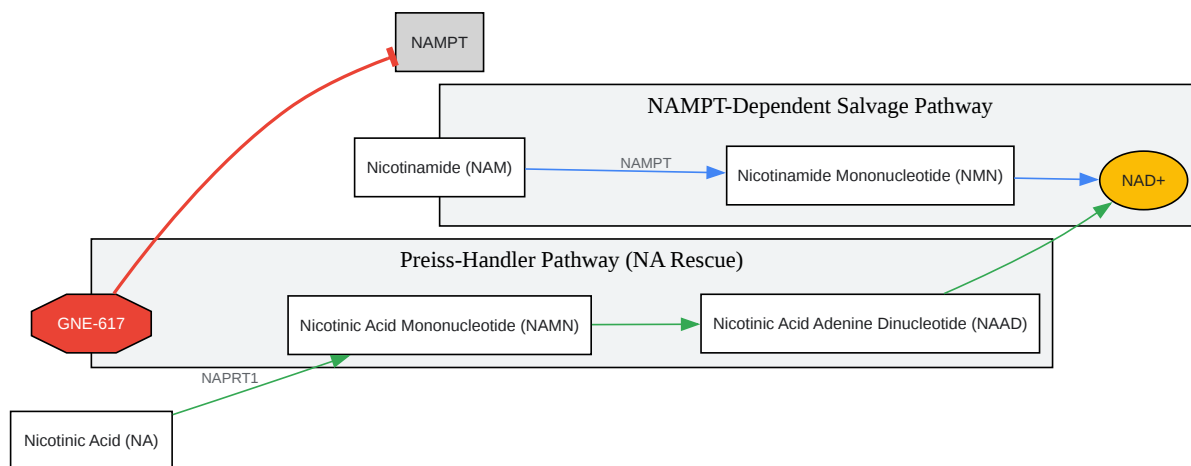 NAMPT
NAMPT-Dependent Salvage Pathway
Nicotinamide (NAM)
NAMPT
Nicotinamide Mononucleotide (NMN)
NAD+
Preiss-Handler Pathway (NA Rescue)
GNE-617
Nicotinic Acid Mononucleotide (NAMN)
Nicotinic Acid Adenine Dinucleotide (NAAD)
NAPRT1
Nicotinic Acid (NA)